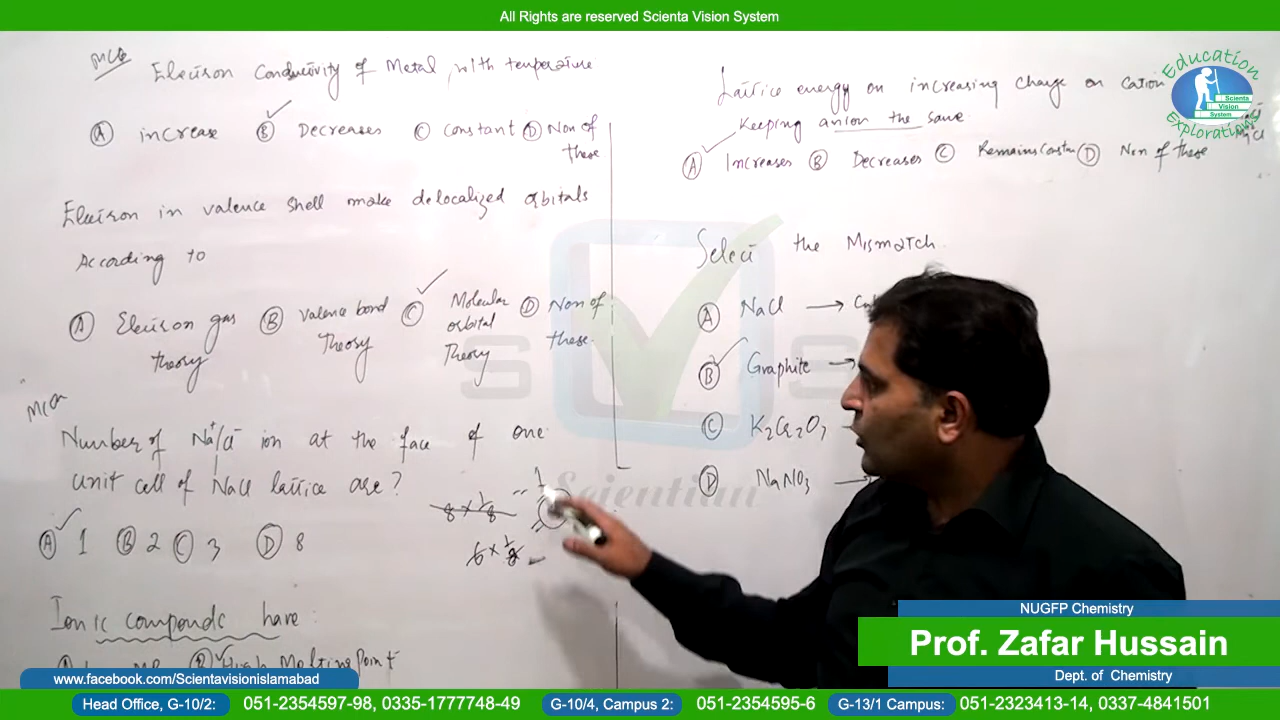 All Rights are reserved Scienta Vision System
MCQ
Electron Conductivity of Metal, with temperature
A increase B Decreases C Constant D Non of these
Electron in valence shell make delocalized orbitals
According to
A Electron gas theory B valence bond Theory C Molecular orbital Theory D Non of these.
MCQ
Number of Na+/Cl- ion at the face of one
unit cell of NaCl lattice are?
A 1 B 2 C 3 D 8
8 × 1/8
6 ×
Ionic compounds have:
High Melting Point
Lattice energy on increasing charge on cation
Keeping anion the same
A Increases B Decreases C Remains Constan D Non of these
Select the Mismatch
A NaCl →
B Graphite →
C K2Cr2O7
D NaNO3 →
Education
Scienta
Vision
System
Explorations
S S
Scientian
NUGFP Chemistry
Prof. Zafar Hussain
Dept. of Chemistry
www.facebook.com/Scientavisionislamabad
Head Office, G-10/2: 051-2354597-98, 0335-1777748-49 G-10/4, Campus 2: 051-2354595-6 G-13/1 Campus: 051-2323413-14, 0337-4841501